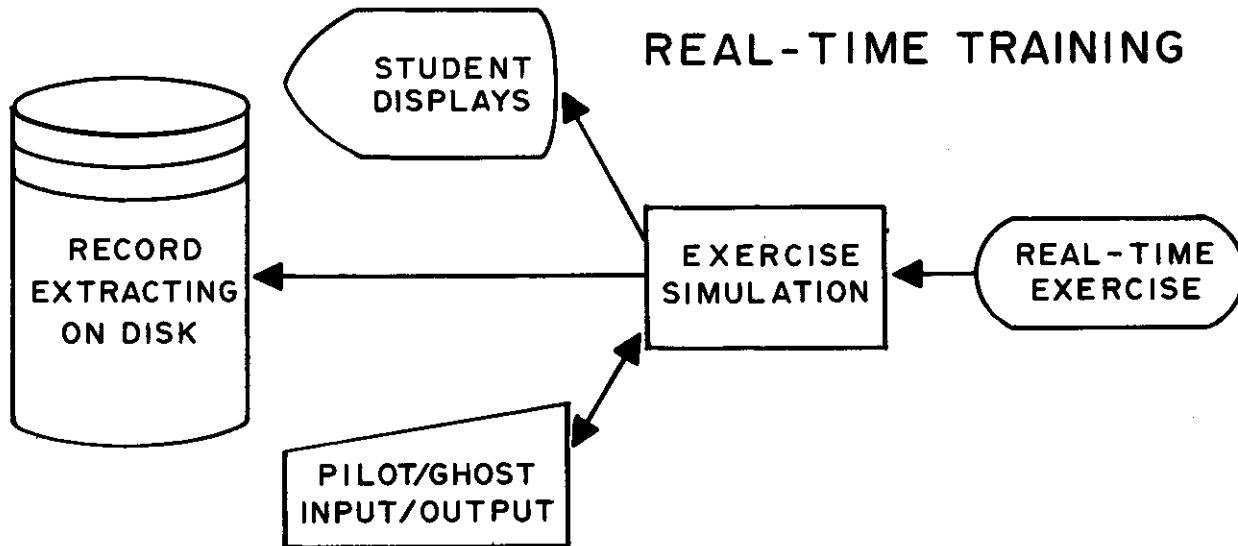 REAL-TIME TRAINING
STUDENT
DISPLAYS
RECORD
EXTRACTING
ON DISK
EXERCISE
SIMULATION
REAL-TIME
EXERCISE
PILOT/GHOST
INPUT/OUTPUT